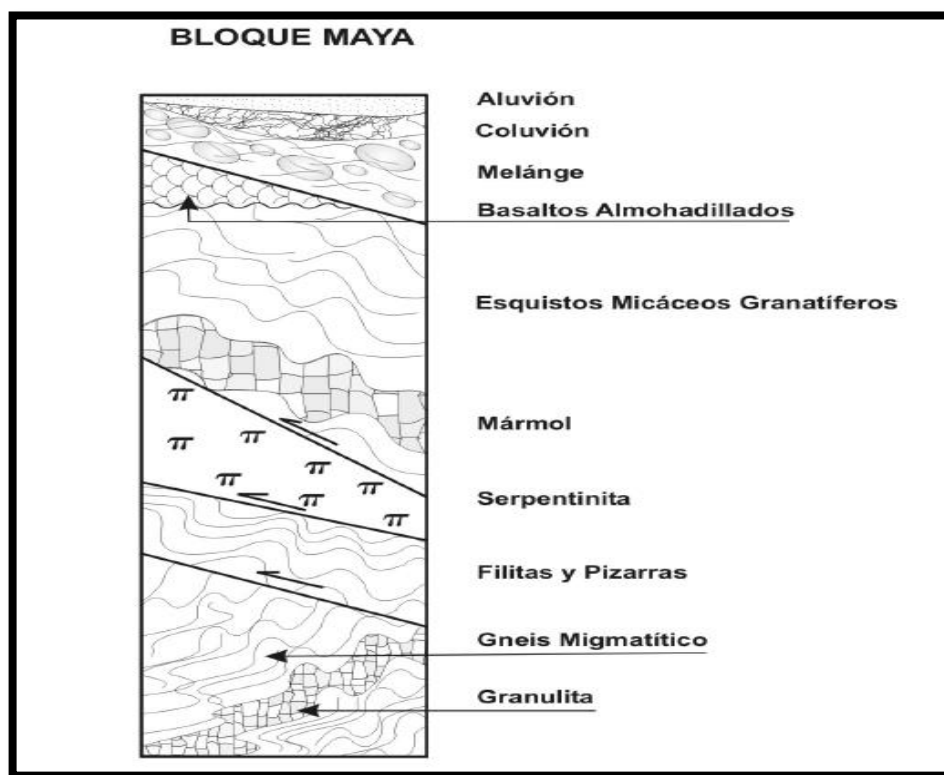 BLOQUE MAYA
Aluvión
Coluvión
Melánge
Basaltos Almohadillados
Esquistos Micáceos Granatíferos
Mármol
Serpentinita
Filitas y Pizarras
Gneis Migmatítico
Granulita